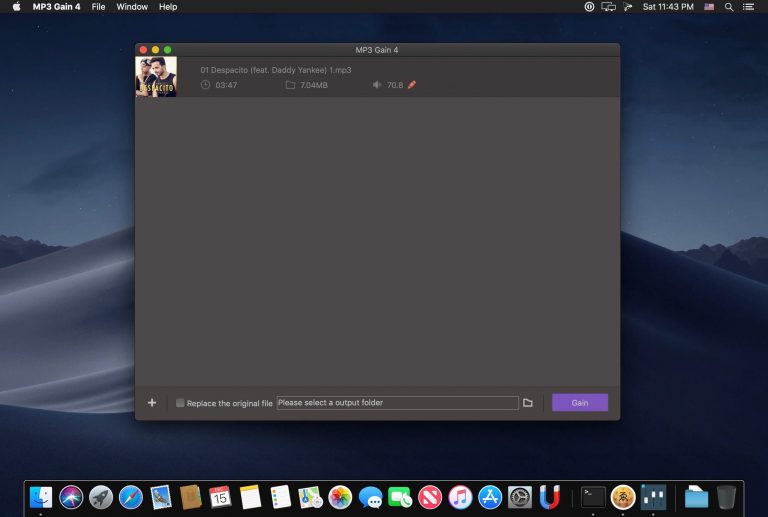 MP3 Gain 4 File Window Help Sat 11:43 PM
MP3 Gain 4
01 Despacito (feat. Daddy Yankee) 1.mp3
DESPACITO
03:47 7.04MB 70.8
Replace the original file Please select a output folder Gain
15